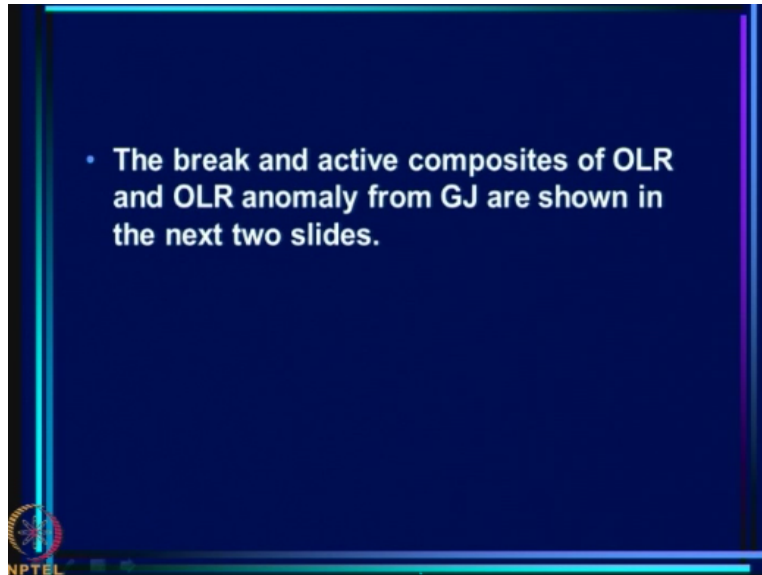 • The break and active composites of OLR
and OLR anomaly from GJ are shown in
the next two slides.
NPTEL